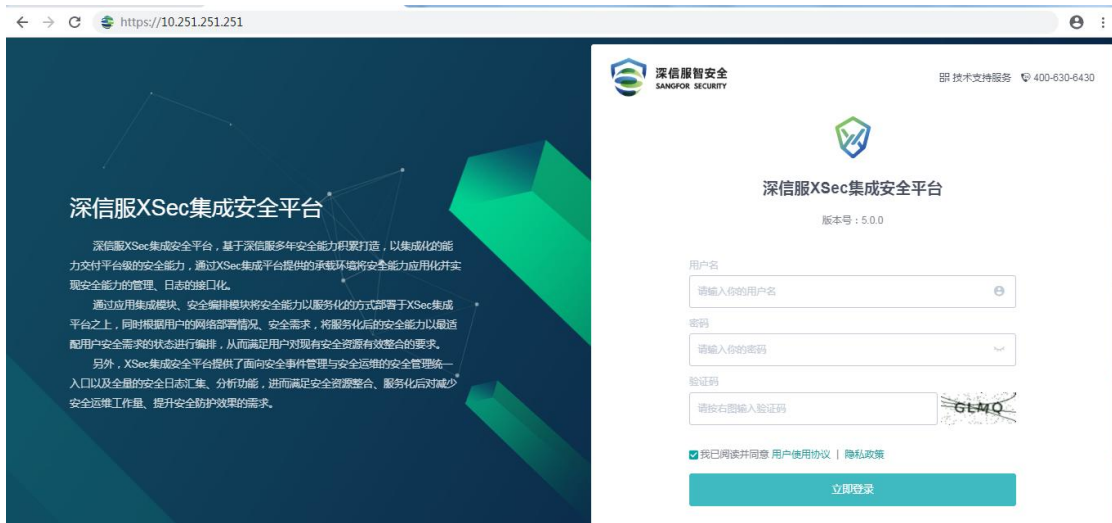 https://10.251.251.251
深信服XSec集成安全平台
深信服XSec集成安全平台，基于深信服多年安全能力积累打造，以集成化的能
力交付平台级的安全能力，通过XSec集成平台提供的承载环境将安全能力应用化并实
现安全能力的管理、日志的接口化。
通过应用集成模块、安全编排模块将安全能力以服务化的方式部署于XSec集成
平台之上，同时根据用户的网络部署情况、安全需求，将服务化后的安全能力以最适
配用户安全需求的状态进行编排，从而满足用户对现有安全资源有效整合的要求。
另外，XSec集成安全平台提供了面向安全事件管理与安全运维的安全管理统一
入口以及全量的安全日志汇集、分析功能，进而满足安全资源整合、服务化后对减少
安全运维工作量、提升安全防护效果的需求。
深信服智安全
SANGFOR SECURITY
技术支持服务 400-630-6430
深信服XSec集成安全平台
版本号：5.0.0
用户名
请输入你的用户名
密码
请输入你的密码
验证码
请按右图输入验证码
GLMQ
我已阅读并同意 用户使用协议 | 隐私政策
立即登录